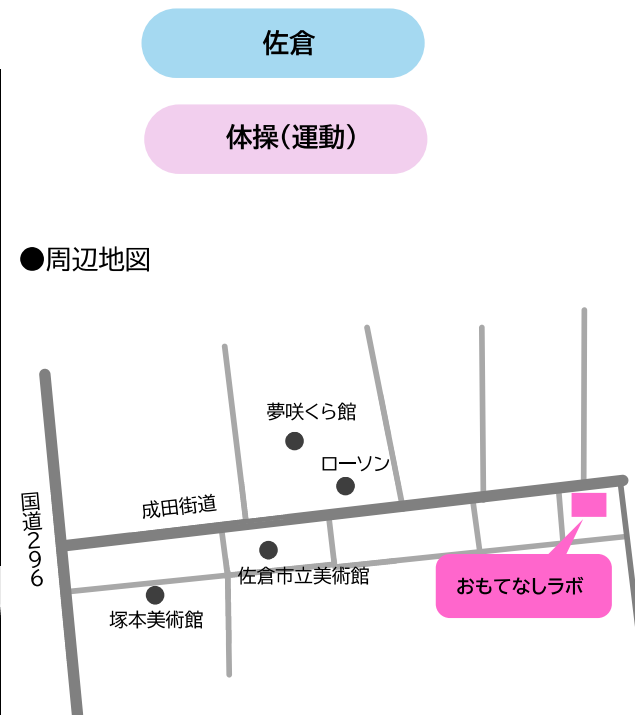 佐倉
体操(運動)
●周辺地図
夢咲くら館
ローソン
成田街道
国道296
佐倉市立美術館
おもてなしラボ
塚本美術館